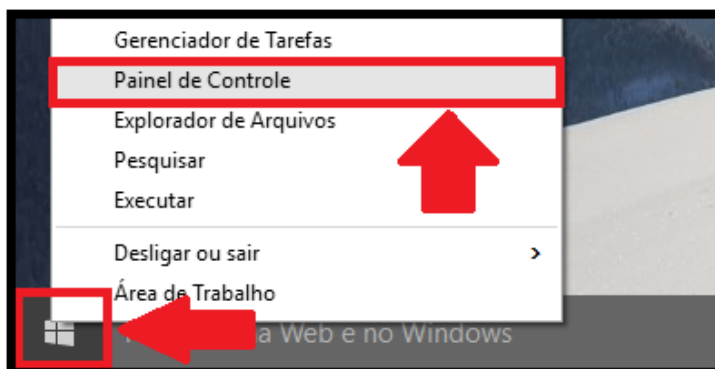 Gerenciador de Tarefas
Painel de Controle
Explorador de Arquivos
Pesquisar
Executar
Desligar ou sair
Área de Trabalho
a Web e no Windows